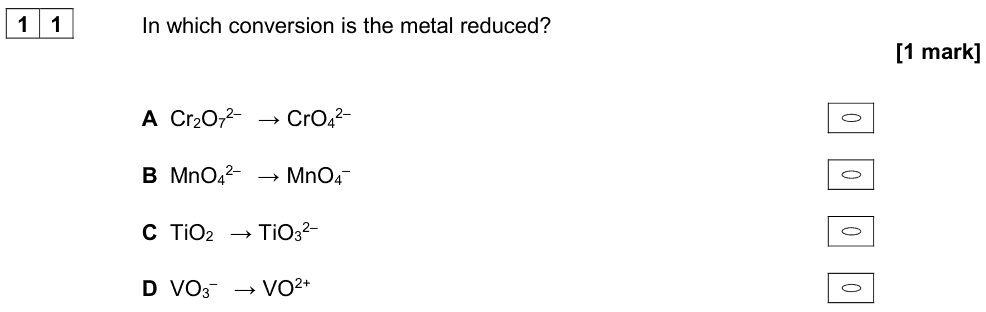 1 1 In which conversion is the metal reduced?
[1 mark]
A Cr₂O₇²⁻ → CrO₄²⁻
B MnO₄²⁻ → MnO₄⁻
C TiO₂ → TiO₃²⁻
D VO₃⁻ → VO²⁺